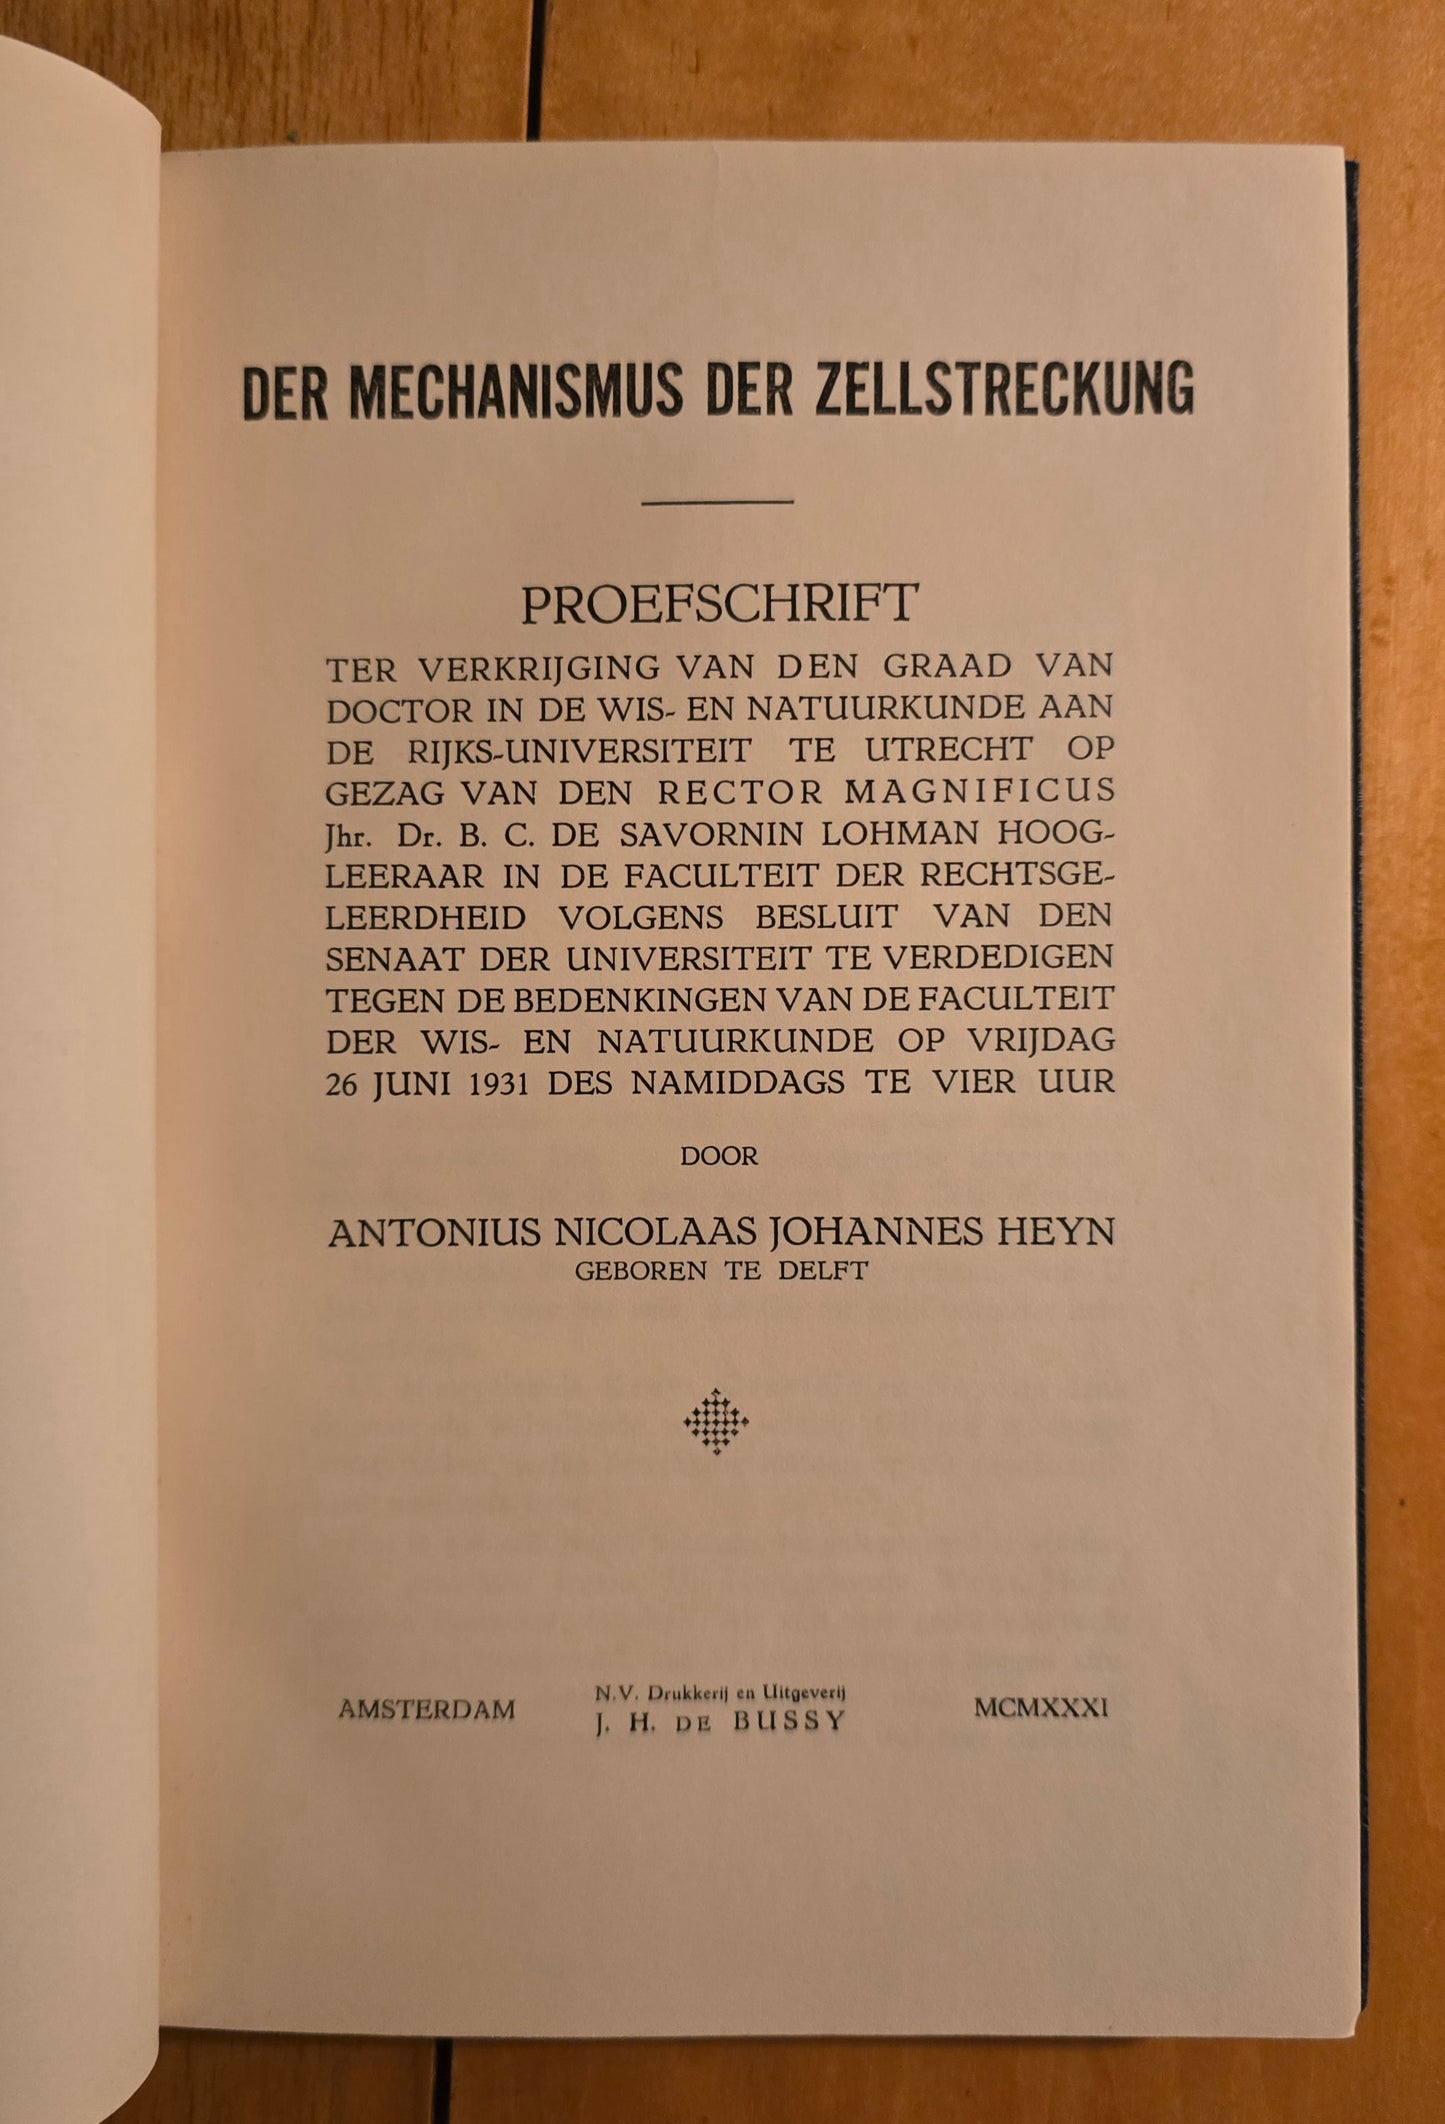 DER MECHANISMUS DER ZELLSTRECKUNG
PROEFSCHRIFT
TER VERKRIJGING VAN DEN GRAAD VAN
DOCTOR IN DE WIS- EN NATUURKUNDE AAN
DE RIJKS-UNIVERSITEIT TE UTRECHT OP
GEZAG VAN DEN RECTOR MAGNIFICUS
Jhr. Dr. B. C. DE SAVORNIN LOHMAN HOOG-
LEERAAR IN DE FACULTEIT DER RECHTSGE-
LEERDHEID VOLGENS BESLUIT VAN DEN
SENAAT DER UNIVERSITEIT TE VERDEDIGEN
TEGEN DE BEDENKINGEN VAN DE FACULTEIT
DER WIS- EN NATUURKUNDE OP VRIJDAG
26 JUNI 1931 DES NAMIDDAGS TE VIER UUR
DOOR
ANTONIUS NICOLAAS JOHANNES HEYN
GEBOREN TE DELFT
AMSTERDAM
N.V. Drukkerij en Uitgeverij
J. H. DE BUSSY
MCMXXXI